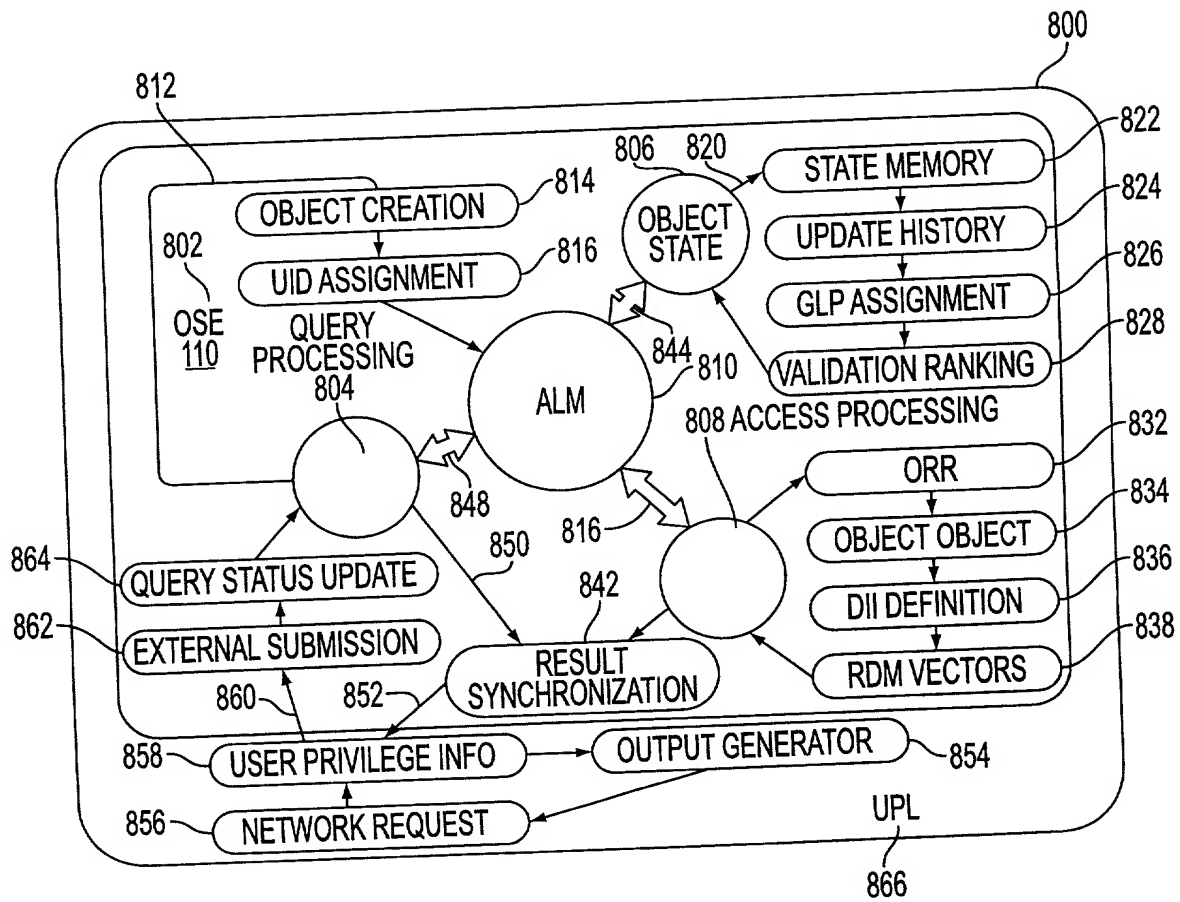 800
812
806
820
822
STATE MEMORY
814
OBJECT CREATION
824
OBJECT
STATE
UPDATE HISTORY
802
816
UID ASSIGNMENT
826
GLP ASSIGNMENT
OSE
110
QUERY
PROCESSING
804
844
810
828
VALIDATION RANKING
ALM
808 ACCESS PROCESSING
832
ORR
848
816
834
OBJECT OBJECT
850
864
QUERY STATUS UPDATE
842
836
DII DEFINITION
862
EXTERNAL SUBMISSION
RESULT
SYNCHRONIZATION
838
RDM VECTORS
860
852
858
USER PRIVILEGE INFO
OUTPUT GENERATOR
854
856
NETWORK REQUEST
UPL
866